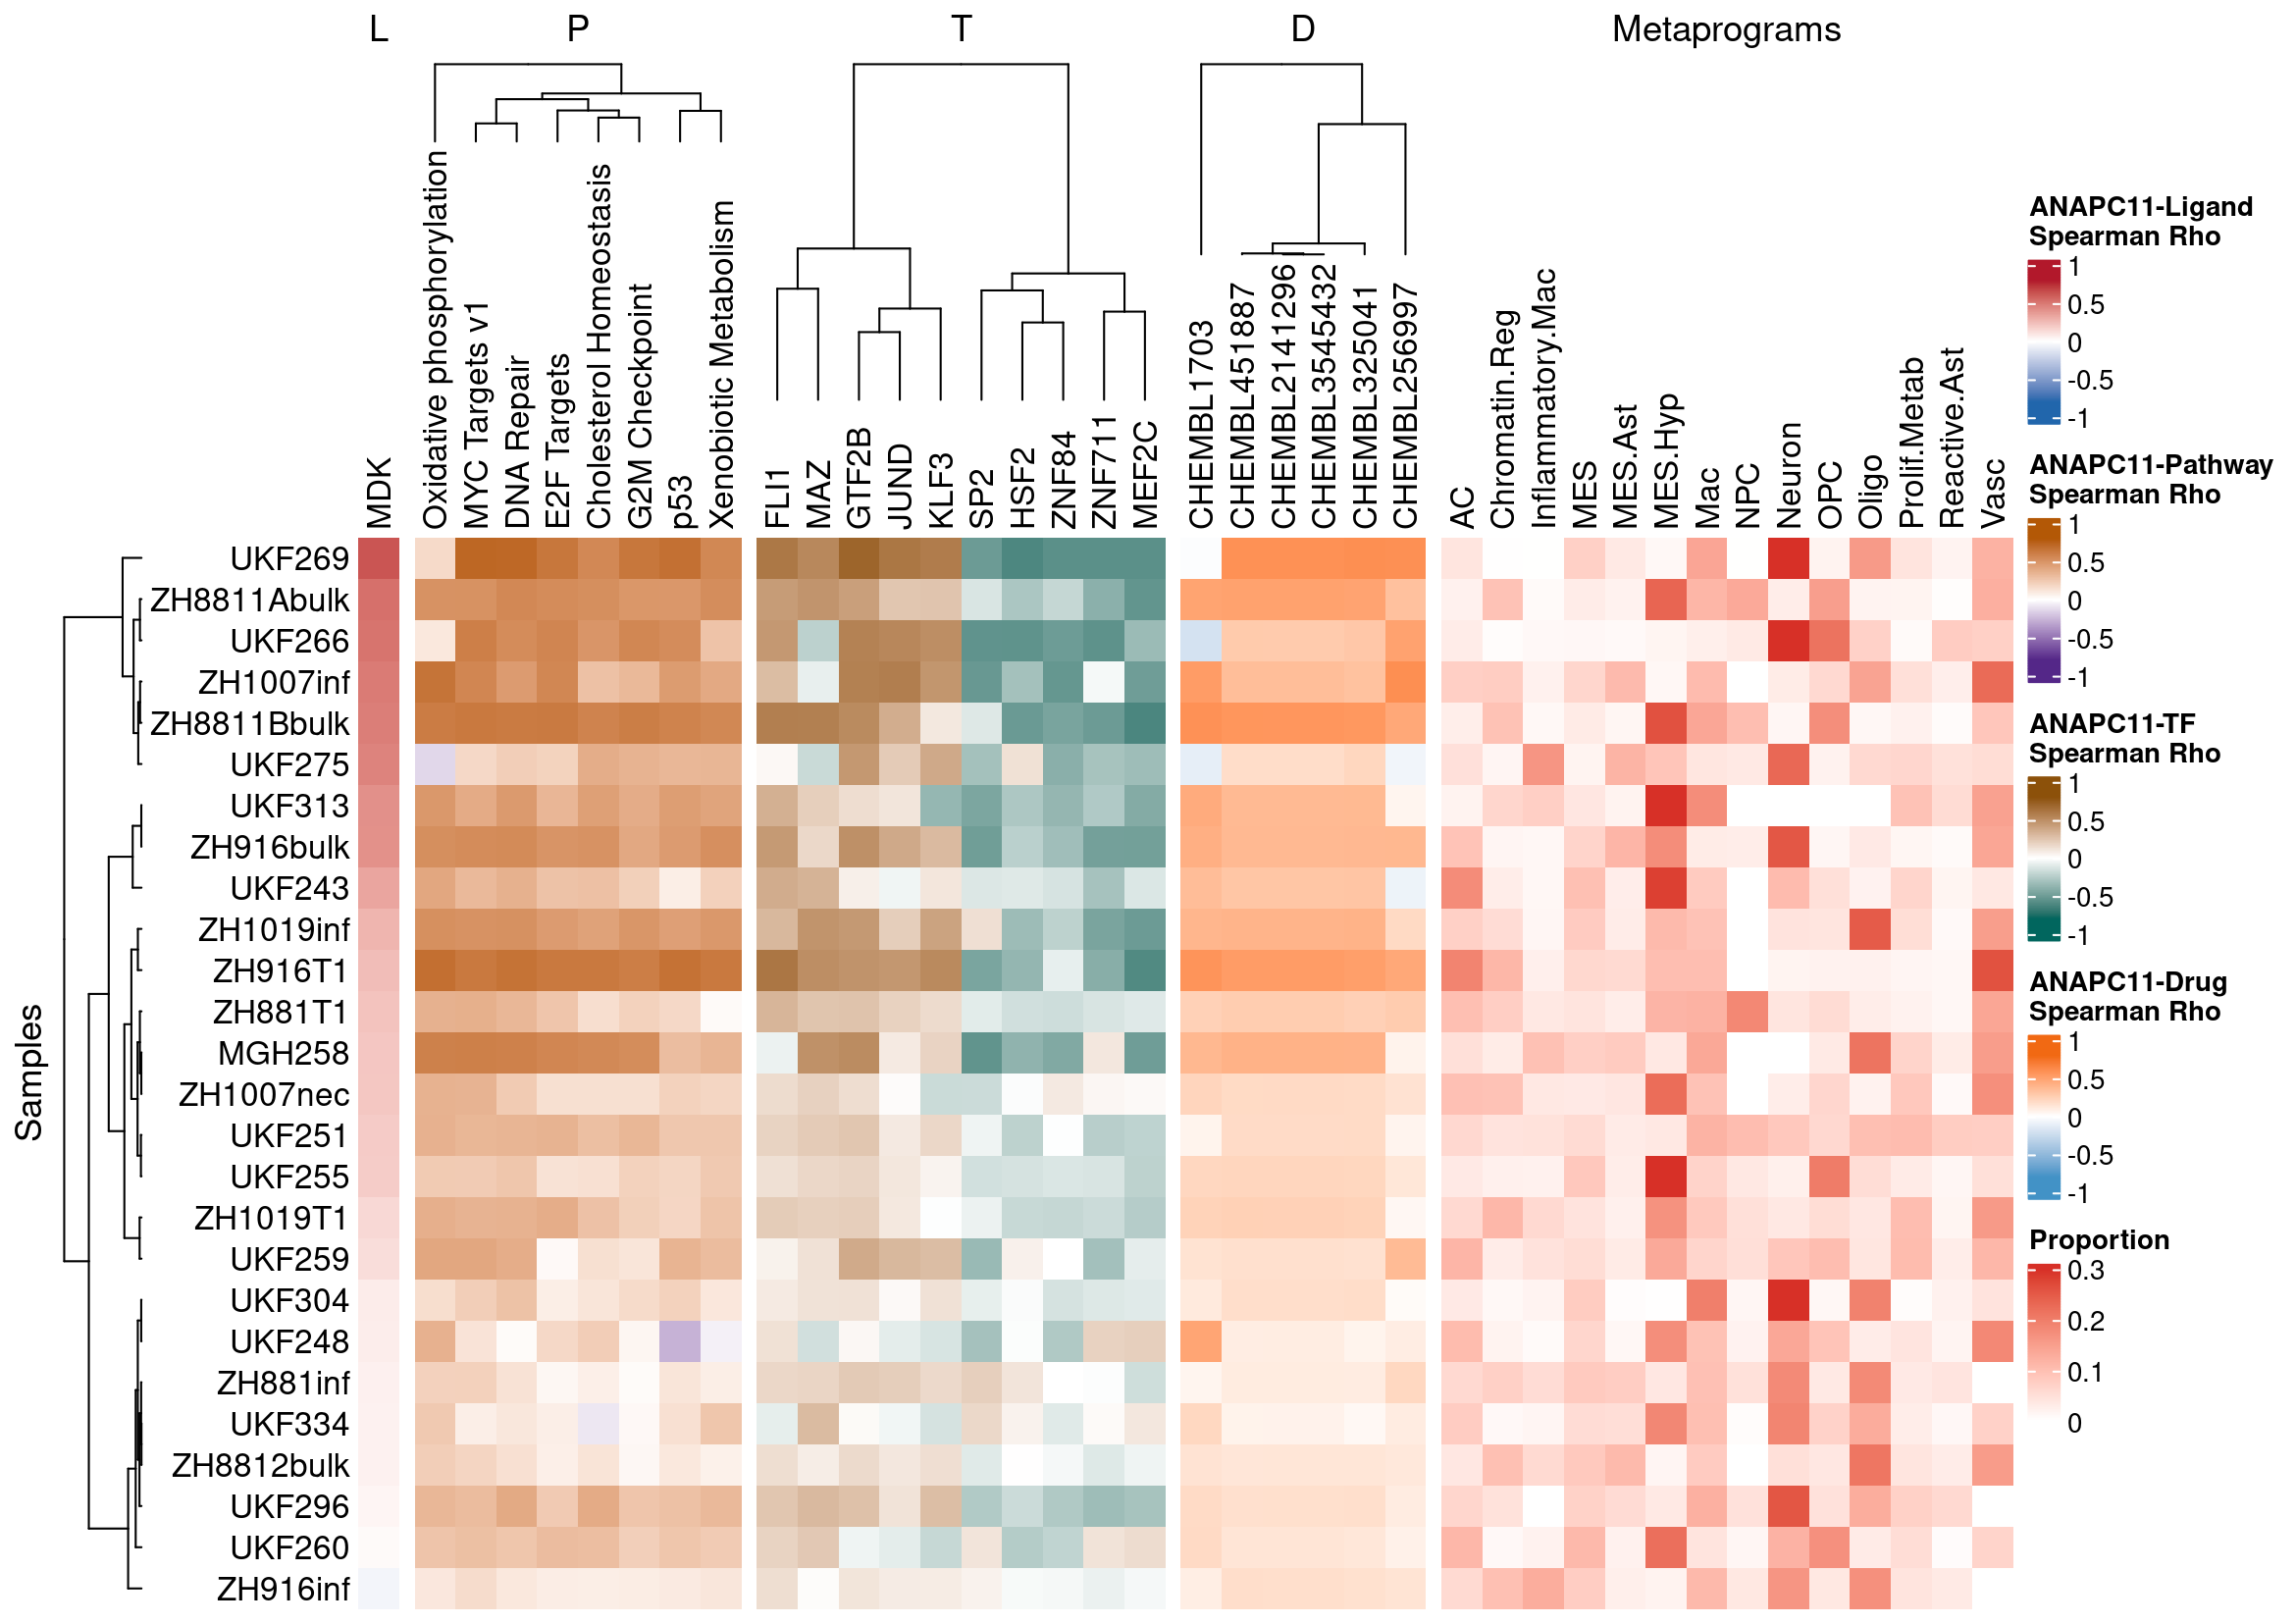 L
P
T
D
Metaprograms
MDK
Oxidative phosphorylation
MYC Targets v1
DNA Repair
E2F Targets
Cholesterol Homeostasis
G2M Checkpoint
p53
Xenobiotic Metabolism
FLI1
MAZ
GTF2B
JUND
KLF3
SP2
HSF2
ZNF84
ZNF711
MEF2C
CHEMBL1703
CHEMBL451887
CHEMBL2141296
CHEMBL3545432
CHEMBL325041
CHEMBL256997
AC
Chromatin.Reg
Inflammatory.Mac
MES
MES.Ast
MES.Hyp
Mac
NPC
Neuron
OPC
Oligo
Prolif.Metab
Reactive.Ast
Vasc
Samples
UKF269
ZH8811Abulk
UKF266
ZH1007inf
ZH8811Bbulk
UKF275
UKF313
ZH916bulk
UKF243
ZH1019inf
ZH916T1
ZH881T1
MGH258
ZH1007nec
UKF251
UKF255
ZH1019T1
UKF259
UKF304
UKF248
ZH881inf
UKF334
ZH8812bulk
UKF296
UKF260
ZH916inf
ANAPC11-Ligand
Spearman Rho
1
0.5
0
-0.5
-1
ANAPC11-Pathway
Spearman Rho
1
0.5
0
-0.5
-1
ANAPC11-TF
Spearman Rho
1
0.5
0
-0.5
-1
ANAPC11-Drug
Spearman Rho
1
0.5
0
-0.5
-1
Proportion
0.3
0.2
0.1
0